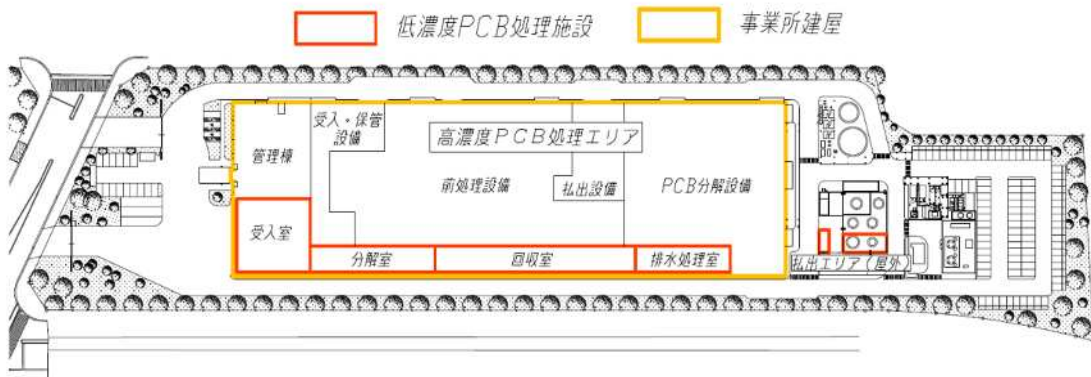 低濃度PCB処理施設
事業所建屋
受入・保管
設備
高濃度PCB処理エリア
管理棟
前処理設備
払出設備
PCB分解設備
受入室
分解室
回収室
排水処理室
払出エリア(屋外)